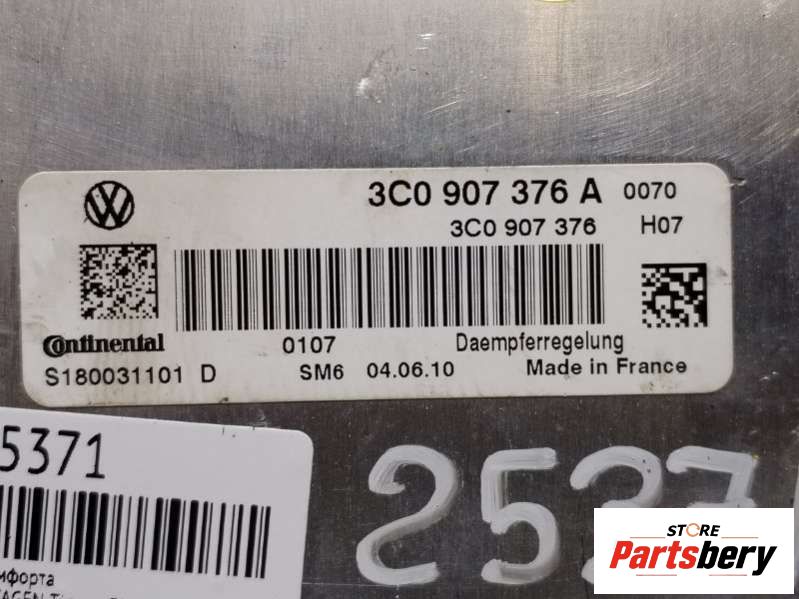 3C0 907 376 A 0070
3C0 907 376 H07
Continental 0107 Daempferregelung
S180031101 D SM6 04.06.10 Made in France
5371
2537
STORE
Partsbery